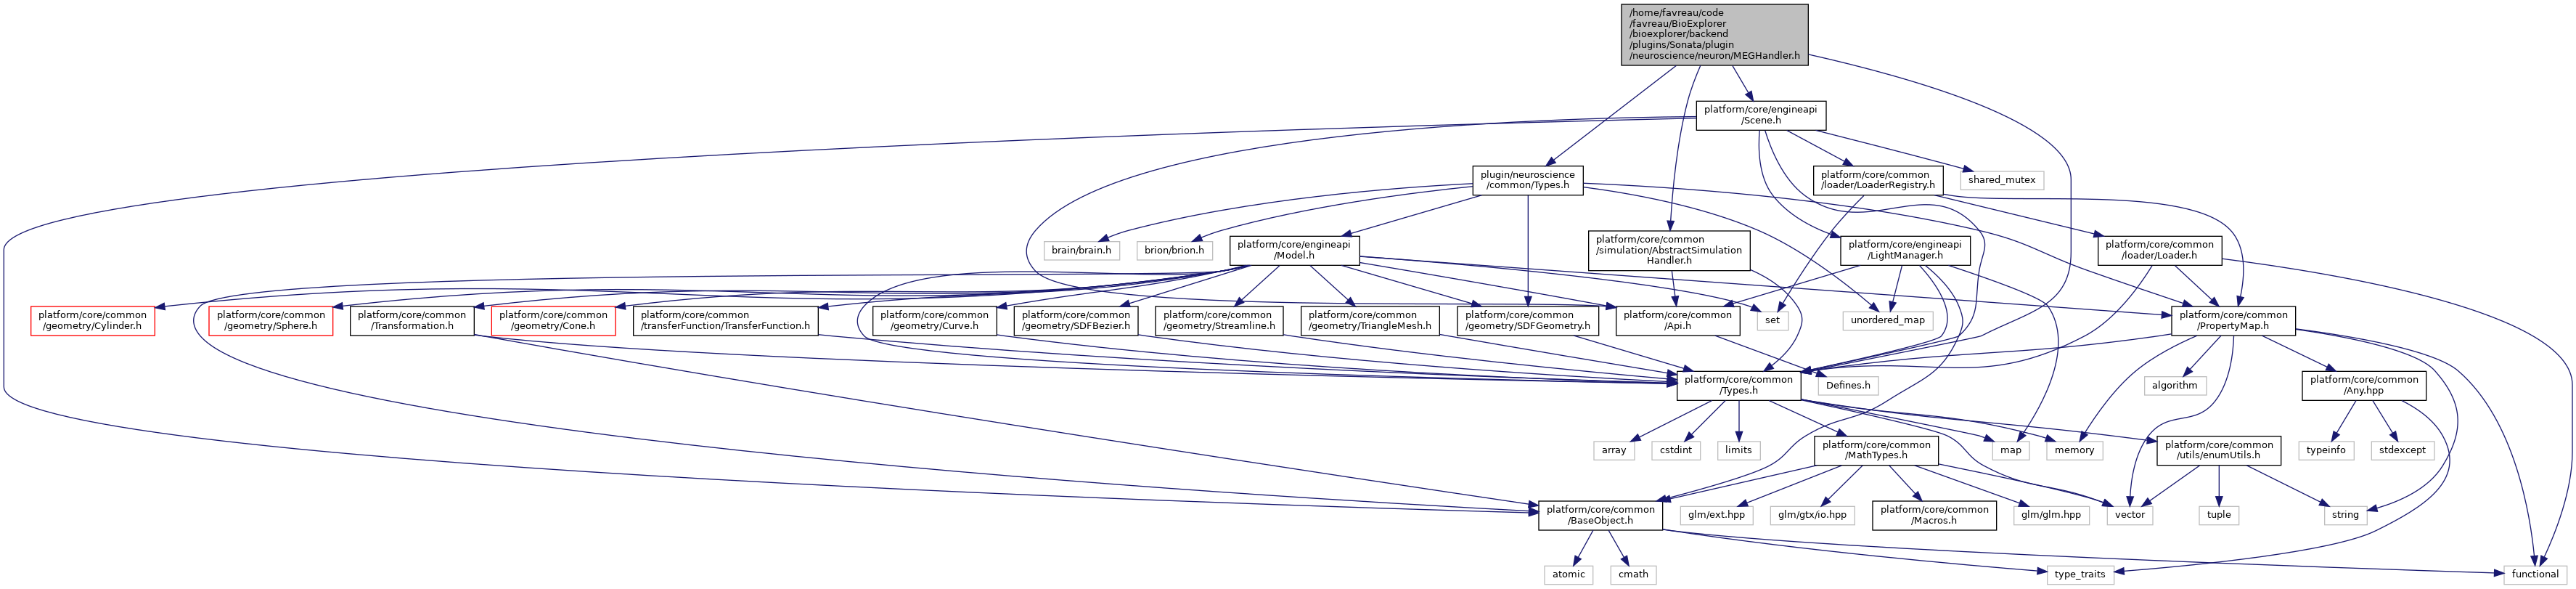 /home/favreau/code
/favreau/BioExplorer
/bioexplorer/backend
/plugins/Sonata/plugin
/neuroscience/neuron/MEGHandler.h
platform/core/engineapi
/Scene.h
plugin/neuroscience
/common/Types.h
platform/core/common
/loader/LoaderRegistry.h
shared_mutex
brain/brain.h
brion/brion.h
platform/core/engineapi
/Model.h
platform/core/common
/simulation/AbstractSimulation
Handler.h
platform/core/engineapi
/LightManager.h
platform/core/common
/loader/Loader.h
platform/core/common
/geometry/Cylinder.h
platform/core/common
/geometry/Sphere.h
platform/core/common
/Transformation.h
platform/core/common
/geometry/Cone.h
platform/core/common
/transferFunction/TransferFunction.h
platform/core/common
/geometry/Curve.h
platform/core/common
/geometry/SDFBezier.h
platform/core/common
/geometry/Streamline.h
platform/core/common
/geometry/TriangleMesh.h
platform/core/common
/geometry/SDFGeometry.h
platform/core/common
/Api.h
set
unordered_map
platform/core/common
/PropertyMap.h
platform/core/common
/Types.h
Defines.h
algorithm
platform/core/common
/Any.hpp
array
cstdint
limits
platform/core/common
/MathTypes.h
map
memory
platform/core/common
/utils/enumUtils.h
typeinfo
stdexcept
platform/core/common
/BaseObject.h
glm/ext.hpp
glm/gtx/io.hpp
platform/core/common
/Macros.h
glm/glm.hpp
vector
tuple
string
atomic
cmath
type_traits
functional